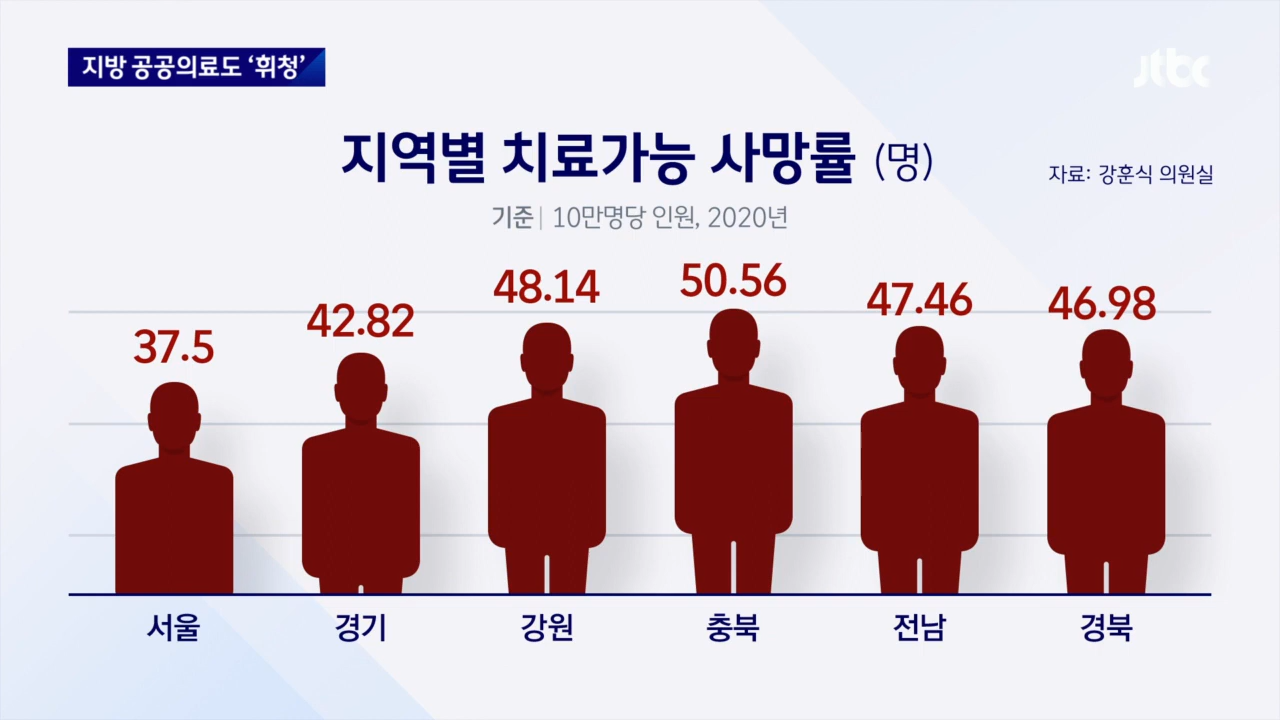 지방 공공의료도 ‘휘청’
jtbc
지역별 치료가능 사망률 (명)
자료: 강훈식 의원실
기준 | 10만명당 인원, 2020년
37.5
42.82
48.14
50.56
47.46
46.98
서울
경기
강원
충북
전남
경북